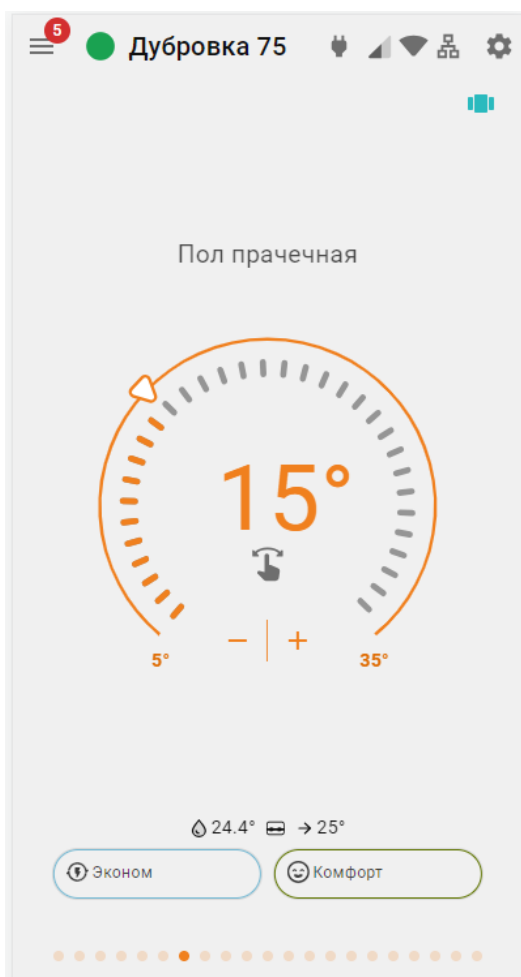 5
Дубровка 75
Пол прачечная
15°
− | +
5°
35°
24.4° → 25°
Эконом
Комфорт